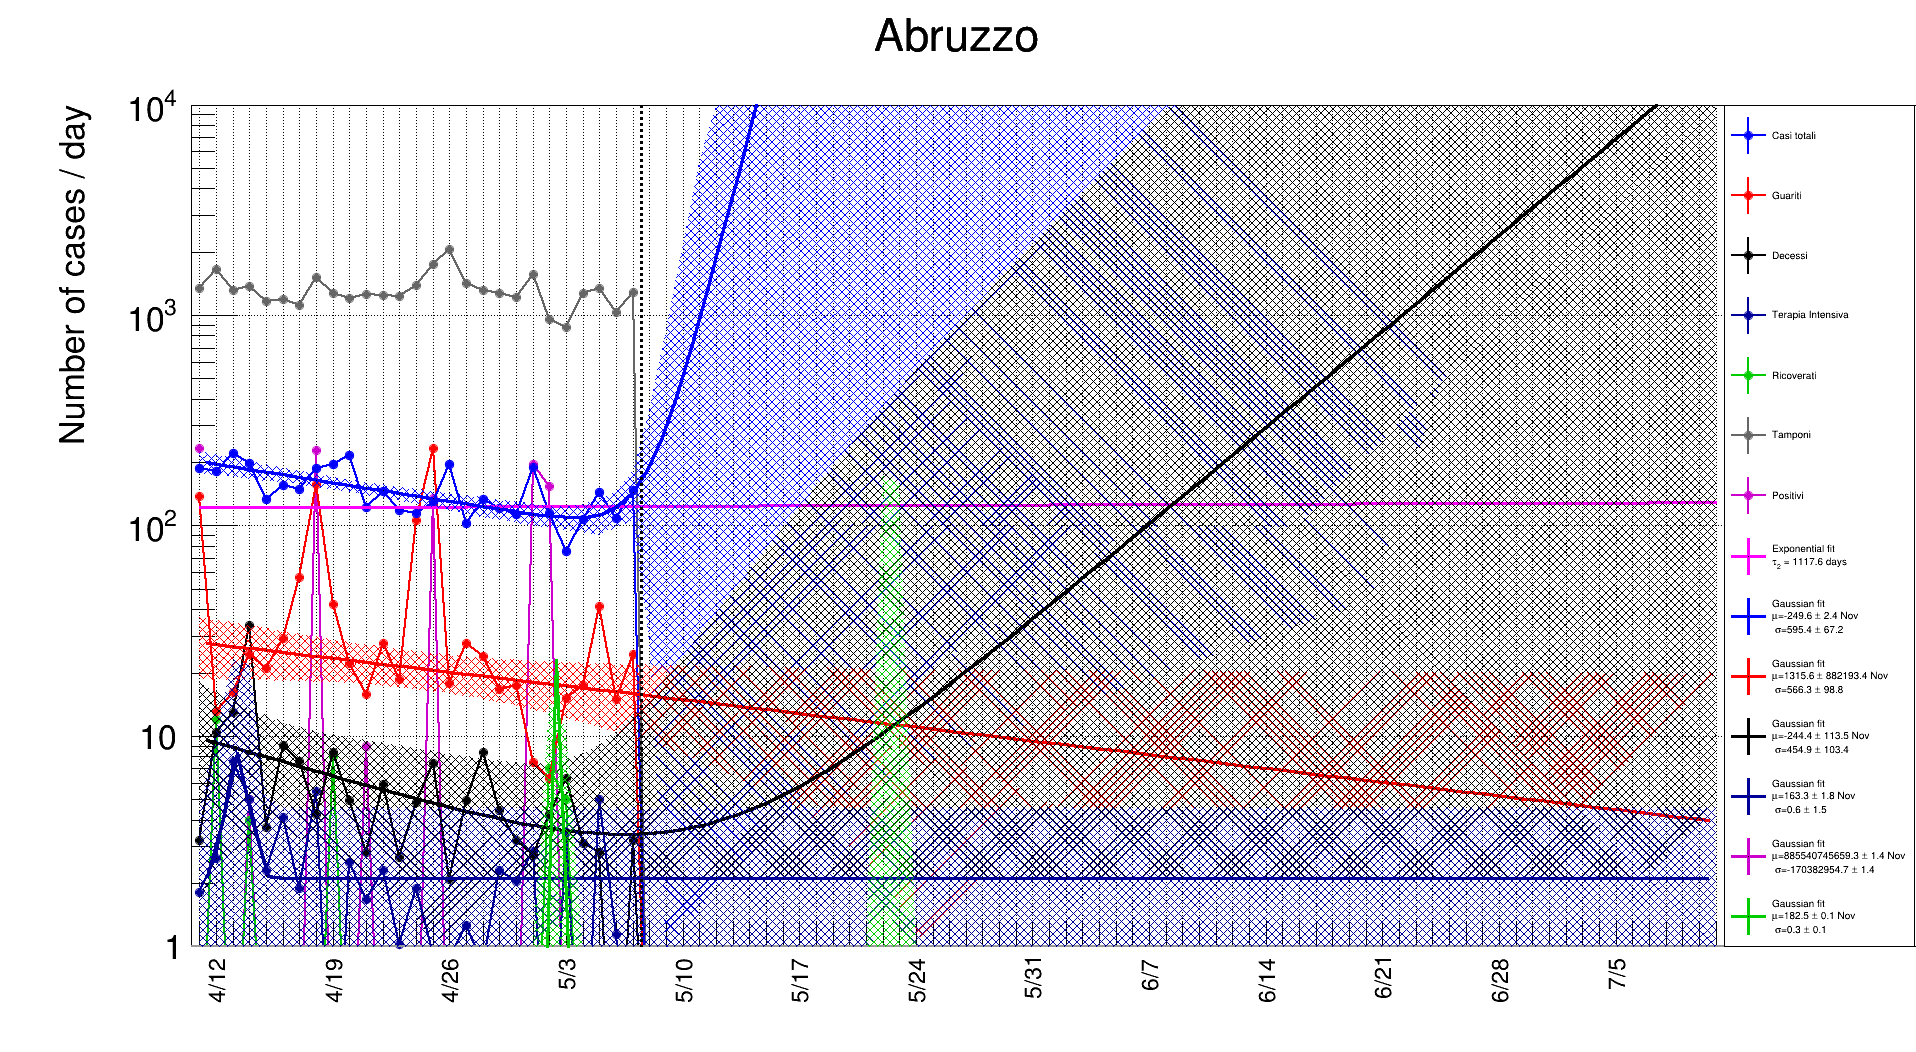 Abruzzo
Number of cases / day
10⁴
10³
10²
10
1
4/12
4/19
4/26
5/3
5/10
5/17
5/24
5/31
6/7
6/14
6/21
6/28
7/5
Casi totali
Guariti
Decessi
Terapia Intensiva
Ricoverati
Tamponi
Positivi
Exponential fit
τ₂ = 1117.6 days
Gaussian fit
μ=-249.6 ± 2.4 Nov
σ=595.4 ± 67.2
Gaussian fit
μ=1315.6 ± 882193.4 Nov
σ=566.3 ± 98.8
Gaussian fit
μ=-244.4 ± 113.5 Nov
σ=454.9 ± 103.4
Gaussian fit
μ=163.3 ± 1.8 Nov
σ=0.6 ± 1.5
Gaussian fit
μ=885540745659.3 ± 1.4 Nov
σ=-170382954.7 ± 1.4
Gaussian fit
μ=182.5 ± 0.1 Nov
σ=0.3 ± 0.1